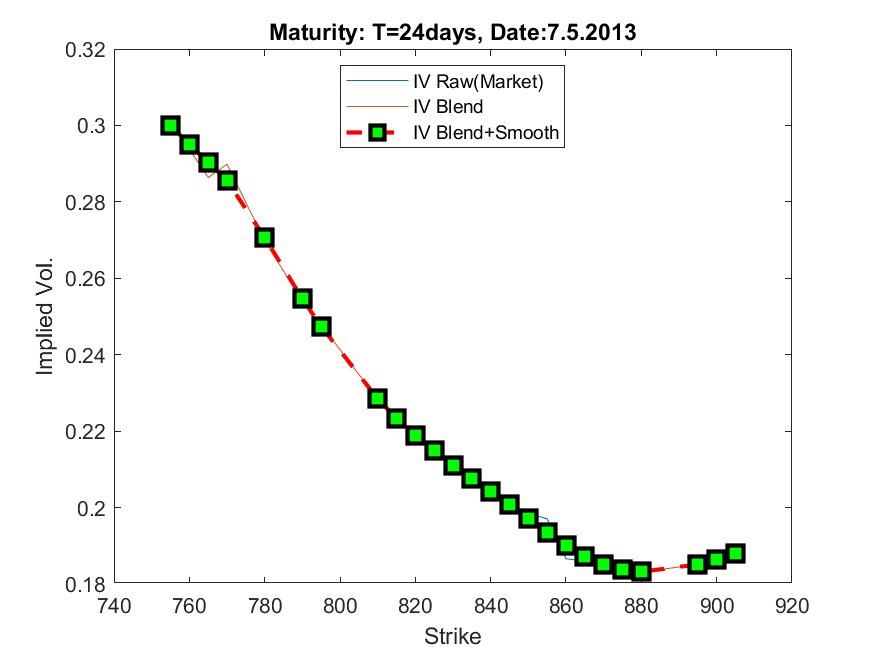 Maturity: T=24days, Date:7.5.2013
IV Raw(Market)
IV Blend
IV Blend+Smooth
Implied Vol.
0.32
0.3
0.28
0.26
0.24
0.22
0.2
0.18
740 760 780 800 820 840 860 880 900 920
Strike